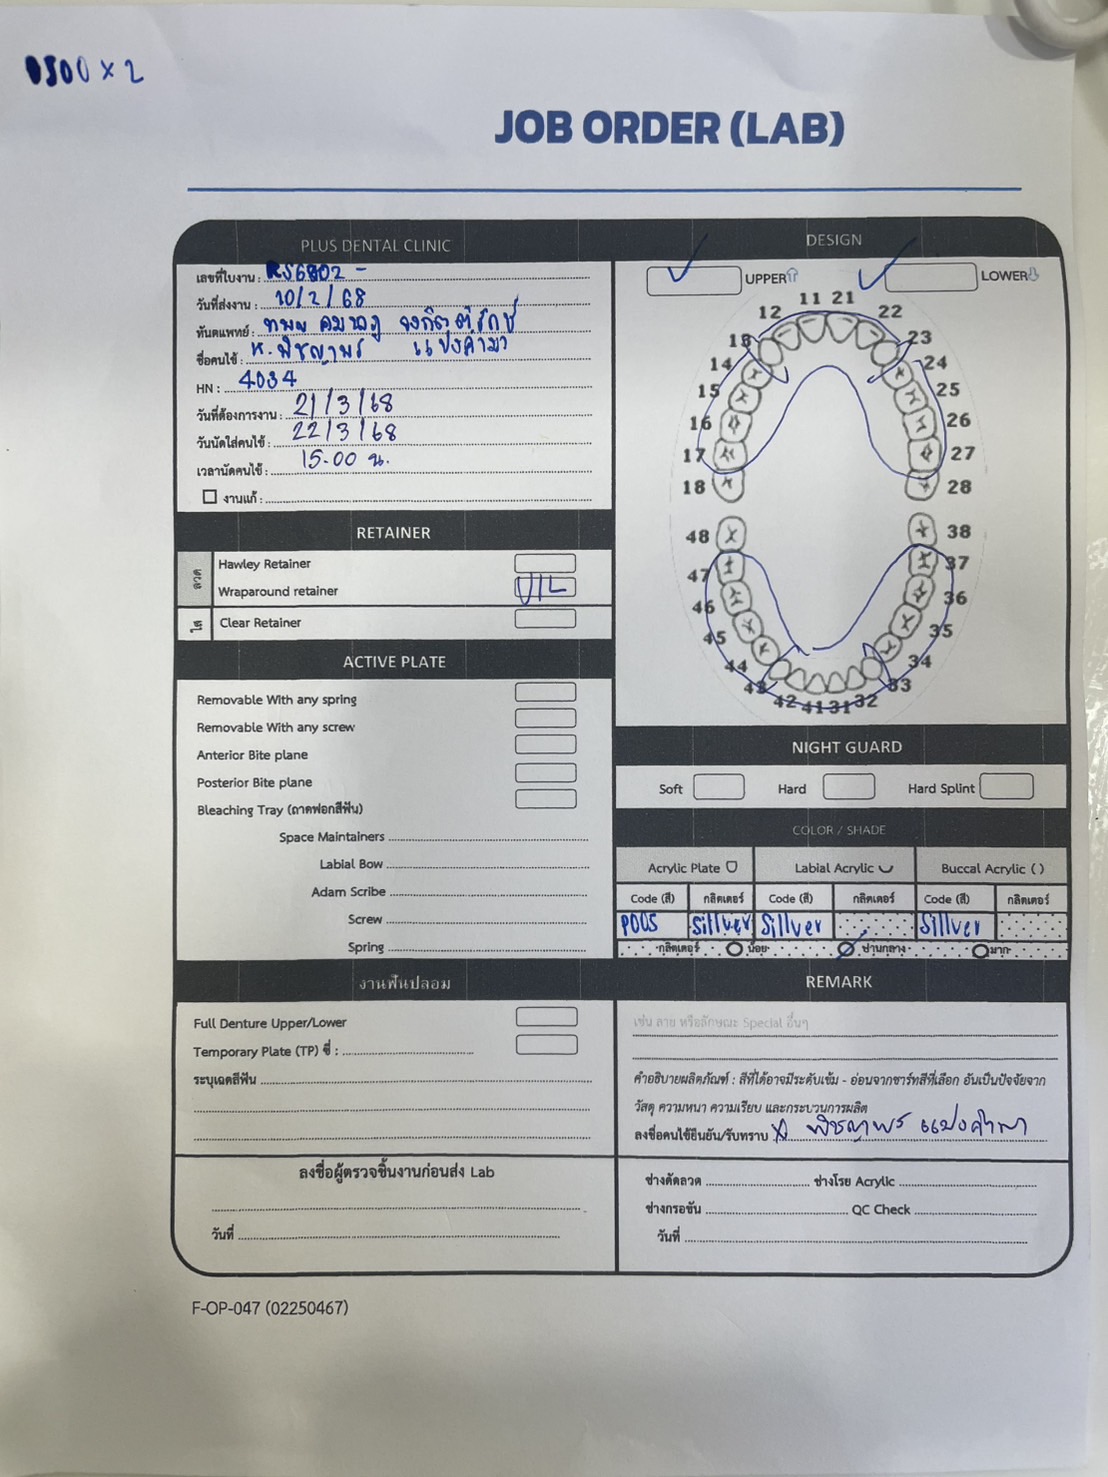 1500 x 2
JOB ORDER (LAB)
PLUS DENTAL CLINIC
เลขที่ใบงาน : RS6802 -
วันที่ส่งงาน : 20/2/68
ทันตแพทย์ : ทพญ
ชื่อคนไข้ : พิชญาพร แปงคำมา
HN : 4034
วันที่ต้องการงาน : 21/3/68
วันนัดใส่คนไข้ : 22/3/68
เวลานัดคนไข้ : 15.00 น.
งานแก้ :
DESIGN
UPPER
LOWER
11 21
12 22
13 23
14 24
15 25
16 26
17 27
18 28
48 38
47 37
46 36
45 35
44 34
43 33
42 41 31 32
RETAINER
ลวด
Hawley Retainer
Wraparound retainer U/L
ใส
Clear Retainer
ACTIVE PLATE
Removable With any spring
Removable With any screw
Anterior Bite plane
Posterior Bite plane
Bleaching Tray (ถาดฟอกสีฟัน)
Space Maintainers
Labial Bow
Adam Scribe
Screw
Spring
NIGHT GUARD
Soft Hard Hard Splint
COLOR / SHADE
Acrylic Plate Labial Acrylic Buccal Acrylic ( )
Code (สี) กลิตเตอร์ Code (สี) กลิตเตอร์ Code (สี) กลิตเตอร์
P005 Sillver Sillver Sillver
กลิตเตอร์ น้อย ปานกลาง มาก
งานฟันปลอม
Full Denture Upper/Lower
Temporary Plate (TP) ซี่ :
ระบุเฉดสีฟัน
REMARK
เช่น ลาย หรือลักษณะ Special อื่นๆ
คำอธิบายผลิตภัณฑ์ : สีที่ได้อาจมีระดับเข้ม - อ่อนจากชาร์ทสีที่เลือก อันเป็นปัจจัยจาก
วัสดุ ความหนา ความเรียบ และกระบวนการผลิต
ลงชื่อคนไข้ยืนยัน/รับทราบ X พิชญาพร แปงคำมา
ลงชื่อผู้ตรวจชิ้นงานก่อนส่ง Lab
วันที่
ช่างดัดลวด ช่างโรย Acrylic
ช่างกรอขัน QC Check
วันที่
F-OP-047 (02250467)